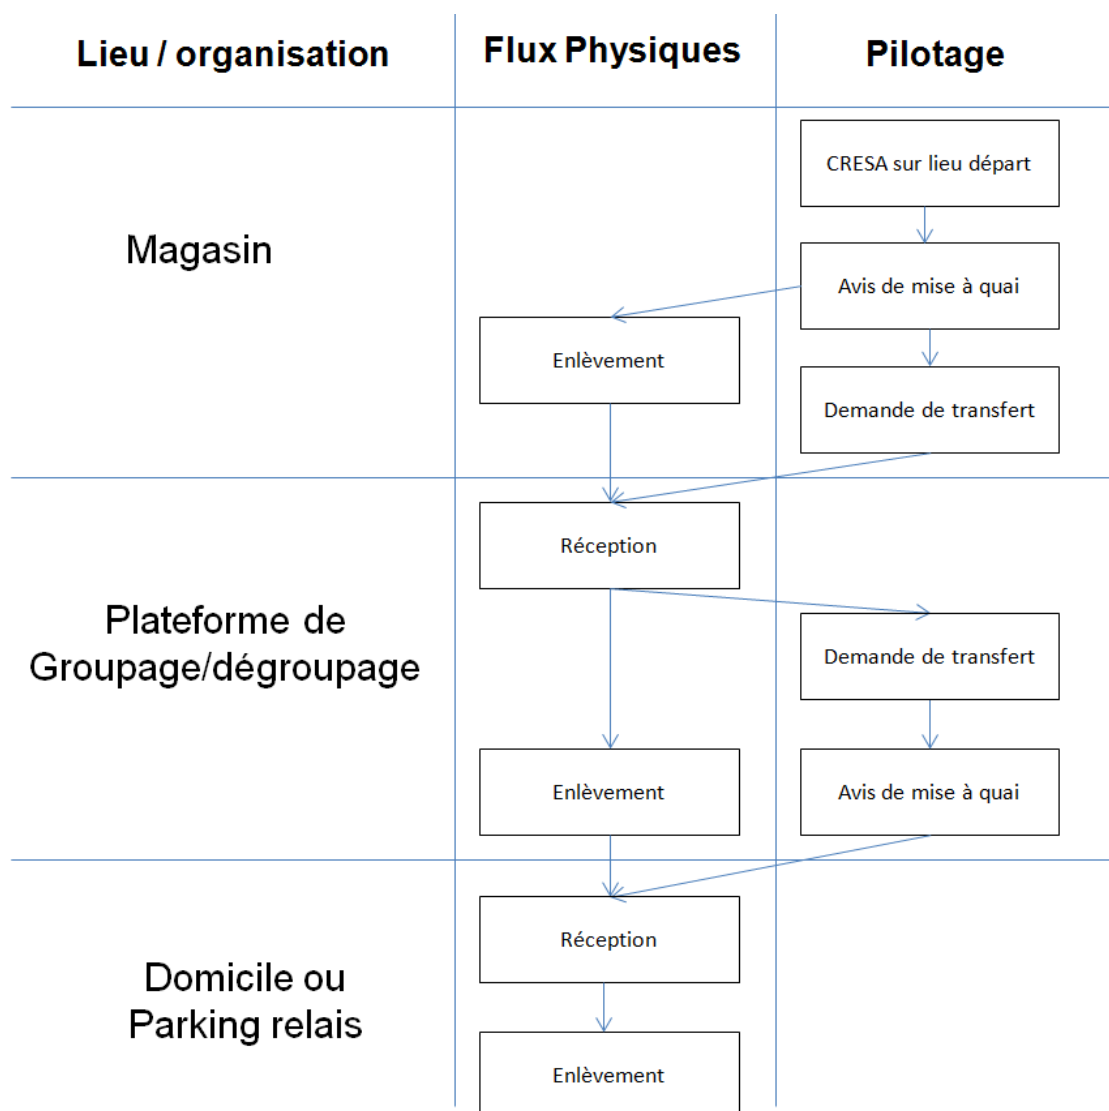 Lieu / organisation
Flux Physiques
Pilotage
Magasin
CRESA sur lieu départ
Avis de mise à quai
Enlèvement
Demande de transfert
Plateforme de
Groupage/dégroupage
Réception
Demande de transfert
Enlèvement
Avis de mise à quai
Domicile ou
Parking relais
Réception
Enlèvement